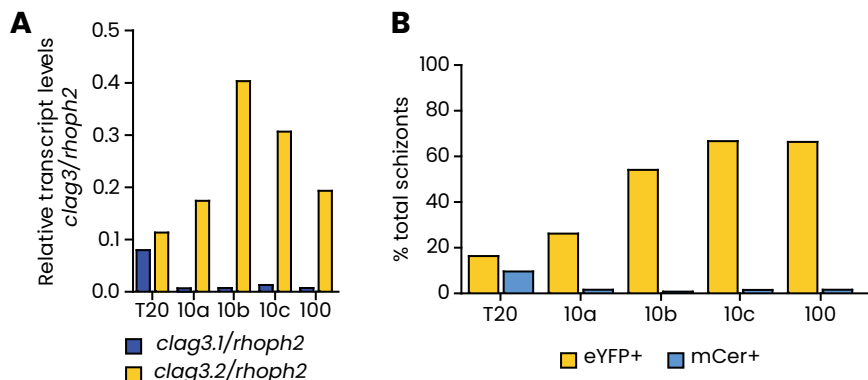 A
Relative transcript levels
clag3/rhoph2
0.5
0.4
0.3
0.2
0.1
0.0
T20 10a 10b 10c 100
clag3.1/rhoph2
clag3.2/rhoph2
B
% total schizonts
100
80
60
40
20
0
T20 10a 10b 10c 100
eYFP+ mCer+